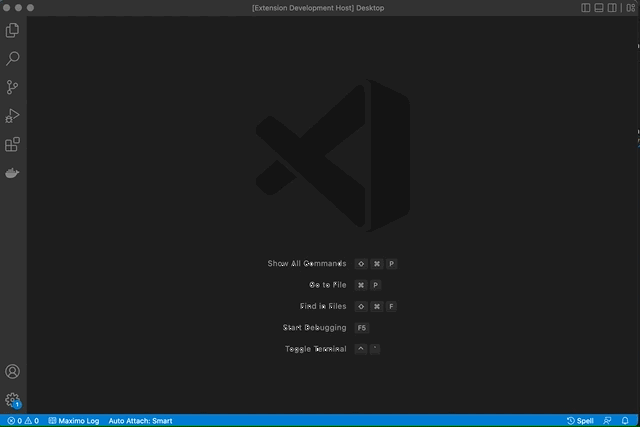 [Extension Development Host] Desktop
Show All Commands ⇧ ⌘ P
Go to File ⌘ P
Find in Files ⇧ ⌘ F
Start Debugging F5
Toggle Terminal ^ `
1
0 0 Maximo Log Auto Attach: Smart Spell